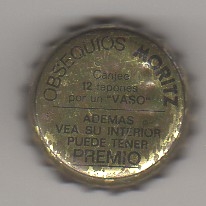 OBSEQUIOS MORITZ
Canjee
12 tapones
por un "VASO"
ADEMAS
VEA SU INTERIOR
PUEDE TENER
PREMIO